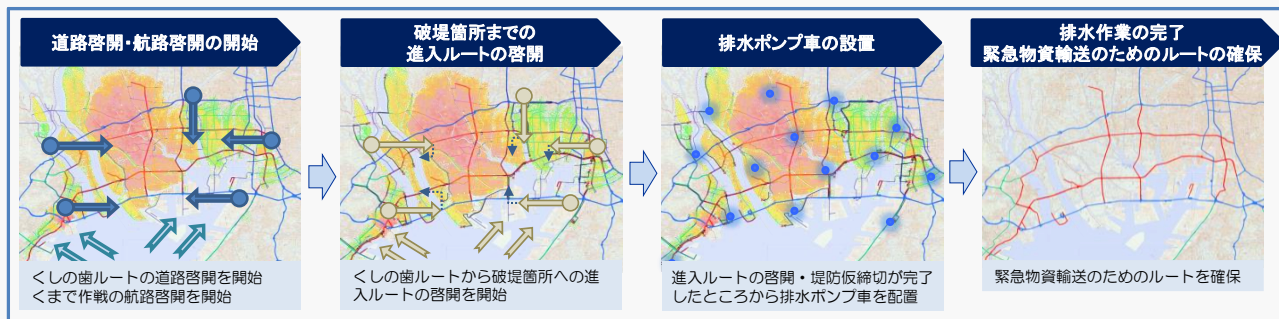 道路啓開・航路啓開の開始
くしの歯ルートの道路啓開を開始
くまで作戦の航路啓開を開始
破堤箇所までの
進入ルートの啓開
くしの歯ルートから破堤箇所への進
入ルートの啓開を開始
排水ポンプ車の設置
進入ルートの啓開・堤防仮締切が完了
したところから排水ポンプ車を配置
排水作業の完了
緊急物資輸送のためのルートの確保
緊急物資輸送のためのルートを確保